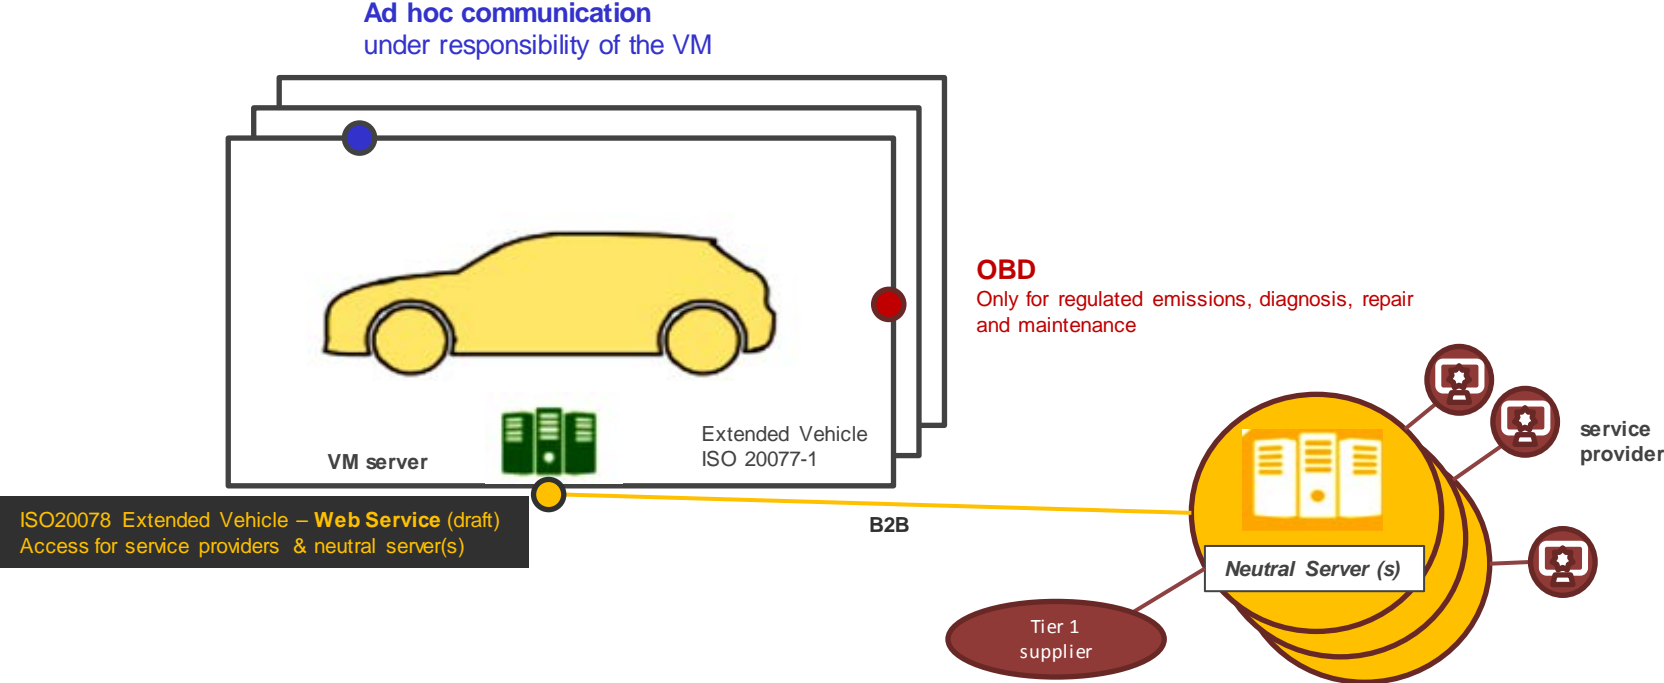 Ad hoc communication
under responsibility of the VM
OBD
Only for regulated emissions, diagnosis, repair
and maintenance
Extended Vehicle
ISO 20077-1
VM server
service
provider
ISO20078 Extended Vehicle – Web Service (draft)
Access for service providers & neutral server(s)
B2B
Neutral Server (s)
Tier 1
supplier